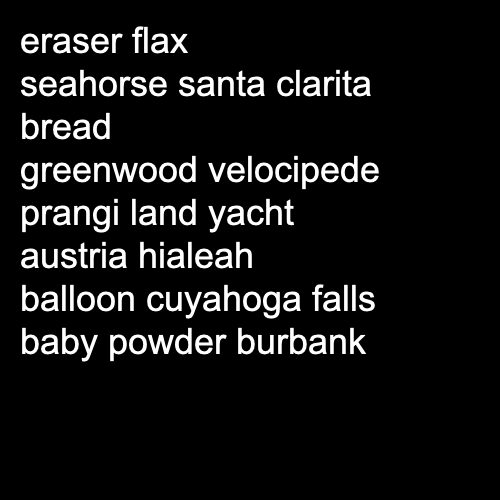 eraser flax
seahorse santa clarita
bread
greenwood velocipede
prangi land yacht
austria hialeah
balloon cuyahoga falls
baby powder burbank